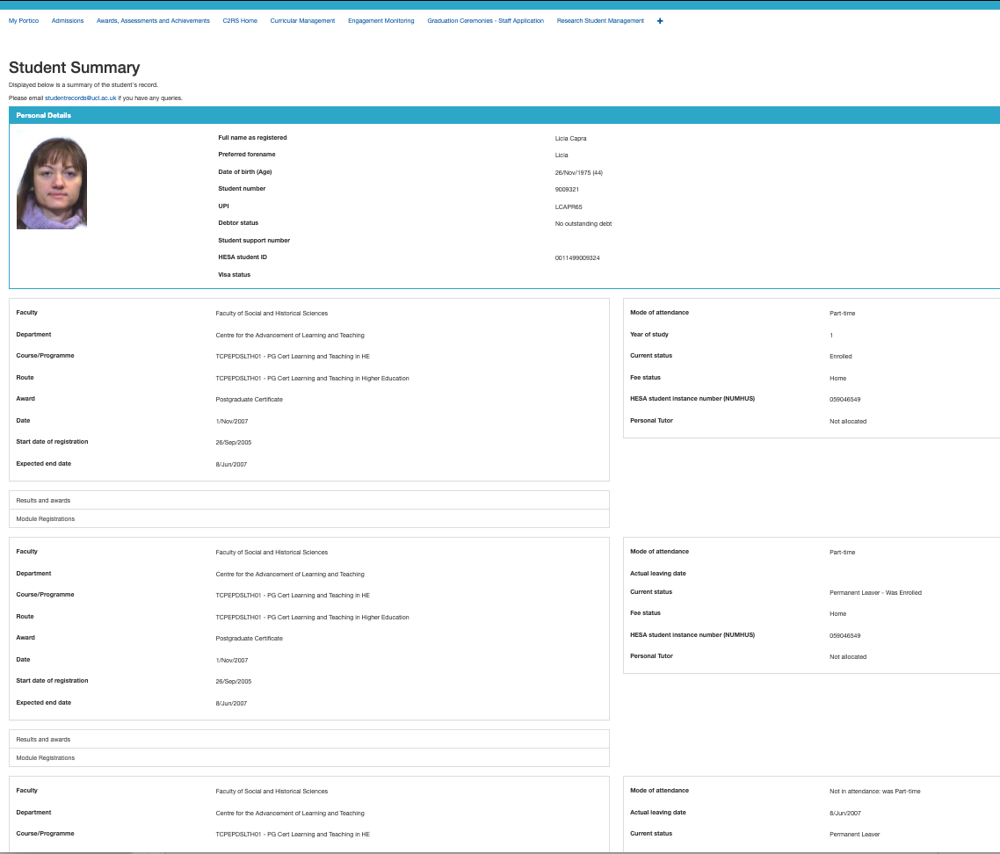 My Portico Admissions Awards, Assessments and Achievements C2RS Home Curricular Management Engagement Monitoring Graduation Ceremonies - Staff Application Research Student Management +
Student Summary
Displayed below is a summary of the student's record.
Please email studentrecords@ucl.ac.uk if you have any queries.
Personal Details
Full name as registered Licia Capra
Preferred forename Licia
Date of birth (Age) 26/Nov/1975 (44)
Student number 9009321
UPI LCAPR65
Debtor status No outstanding debt
Student support number
HESA student ID 0011499009324
Visa status
Faculty Faculty of Social and Historical Sciences
Department Centre for the Advancement of Learning and Teaching
Course/Programme TCPEPDSLTH01 - PG Cert Learning and Teaching in HE
Route TCPEPDSLTH01 - PG Cert Learning and Teaching in Higher Education
Award Postgraduate Certificate
Date 1/Nov/2007
Start date of registration 26/Sep/2005
Expected end date 8/Jun/2007
Mode of attendance Part-time
Year of study 1
Current status Enrolled
Fee status Home
HESA student instance number (NUMHUS) 059046549
Personal Tutor Not allocated
Results and awards
Module Registrations
Faculty Faculty of Social and Historical Sciences
Department Centre for the Advancement of Learning and Teaching
Course/Programme TCPEPDSLTH01 - PG Cert Learning and Teaching in HE
Route TCPEPDSLTH01 - PG Cert Learning and Teaching in Higher Education
Award Postgraduate Certificate
Date 1/Nov/2007
Start date of registration 26/Sep/2005
Expected end date 8/Jun/2007
Mode of attendance Part-time
Actual leaving date
Current status Permanent Leaver - Was Enrolled
Fee status Home
HESA student instance number (NUMHUS) 059046549
Personal Tutor Not allocated
Results and awards
Module Registrations
Faculty Faculty of Social and Historical Sciences
Department Centre for the Advancement of Learning and Teaching
Course/Programme TCPEPDSLTH01 - PG Cert Learning and Teaching in HE
Mode of attendance Not in attendance: was Part-time
Actual leaving date 8/Jun/2007
Current status Permanent Leaver